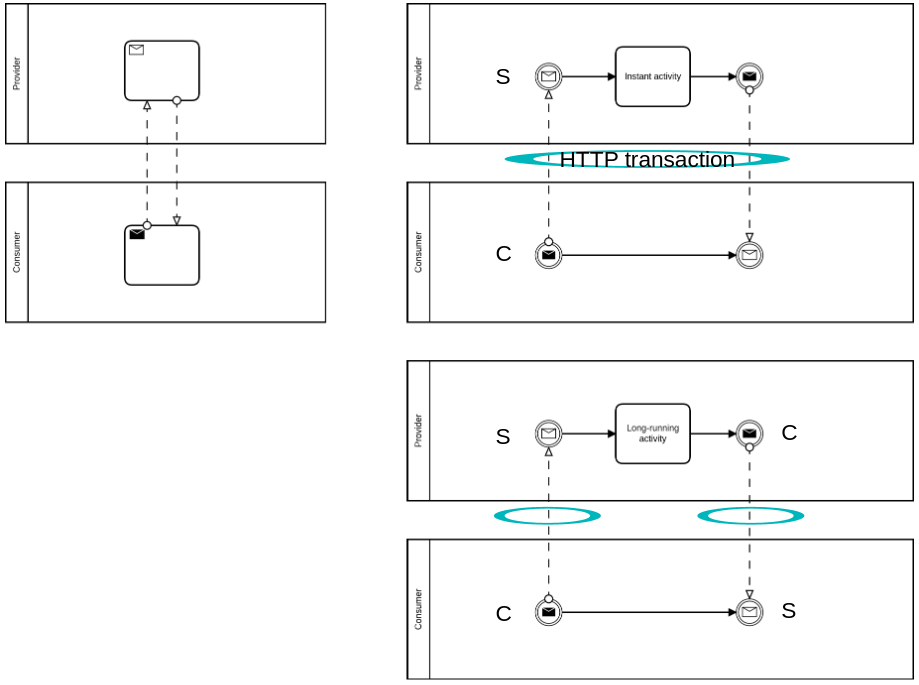 Provider
Consumer
Provider
S
Instant activity
HTTP transaction
Consumer
C
Provider
S
Long-running
activity
C
Consumer
C
S